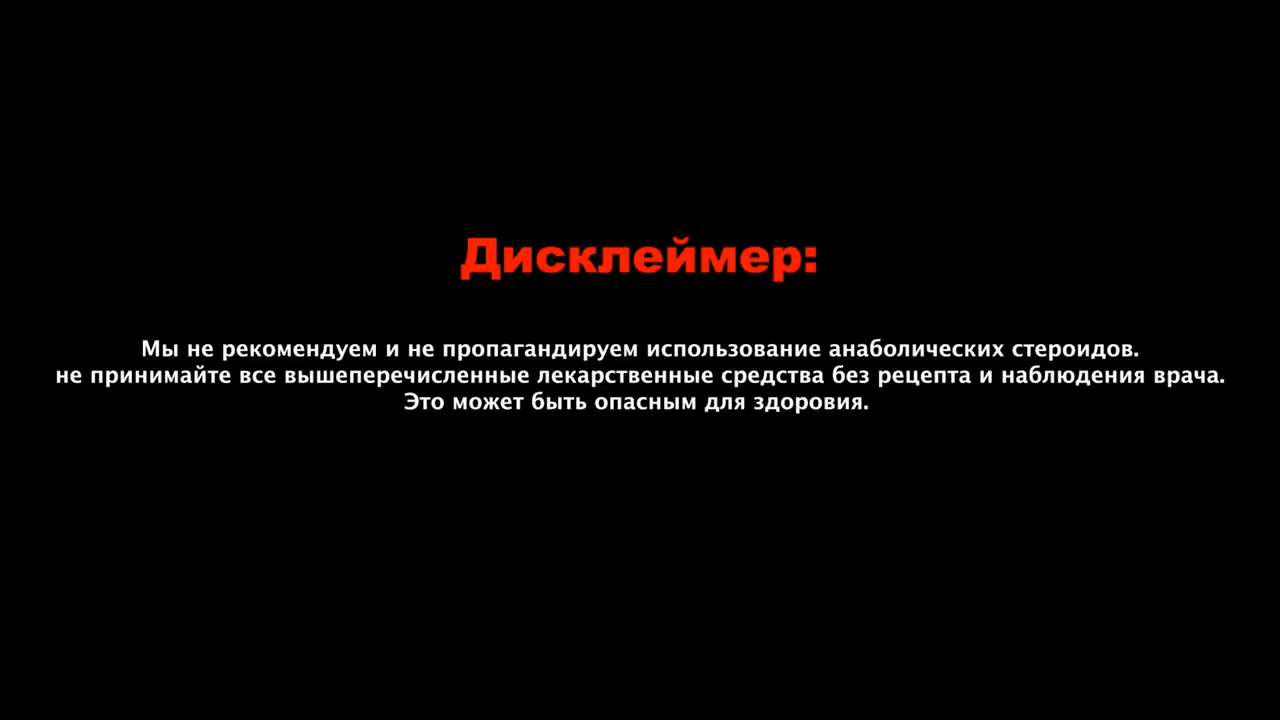 Дисклеймер:
Мы не рекомендуем и не пропагандируем использование анаболических стероидов.
не принимайте все вышеперечисленные лекарственные средства без рецепта и наблюдения врача.
Это может быть опасным для здоровия.